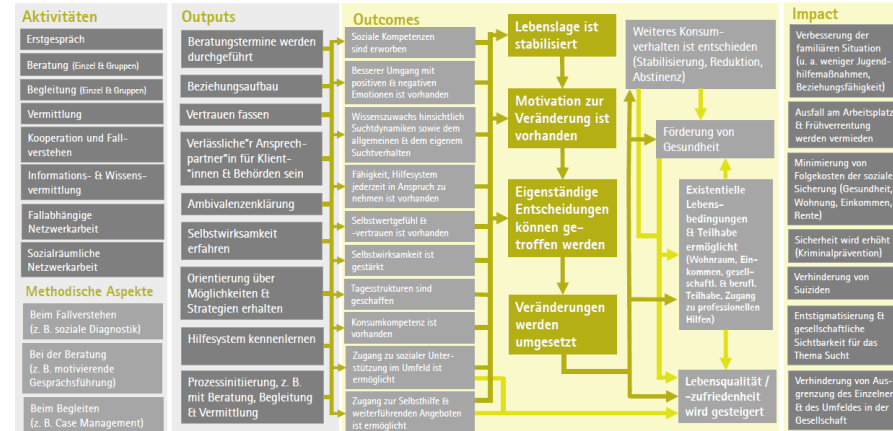 Aktivitäten
Erstgespräch
Beratung (Einzel & Gruppen)
Begleitung (Einzel & Gruppen)
Vermittlung
Kooperation und Fall-
verstehen
Informations- & Wissens-
vermittlung
Fallabhängige
Netzwerkarbeit
Sozialräumliche
Netzwerkarbeit
Methodische Aspekte
Beim Fallverstehen
(z. B. soziale Diagnostik)
Bei der Beratung
(z. B. motivierende
Gesprächsführung)
Beim Begleiten
(z. B. Case Management)
Outputs
Beratungstermine werden
durchgeführt
Beziehungsaufbau
Vertrauen fassen
Verlässliche*r Ansprech-
partner*in für Klient-
*innen & Behörden sein
Ambivalenzenklärung
Selbstwirksamkeit
erfahren
Orientierung über
Möglichkeiten &
Strategien erhalten
Hilfesystem kennenlernen
Prozessinitiierung, z. B.
mit Beratung, Begleitung
& Vermittlung
Outcomes
Soziale Kompetenzen
sind erworben
Besserer Umgang mit
positiven & negativen
Emotionen ist vorhanden
Wissenszuwachs hinsichtlich
Suchtdynamiken sowie dem
allgemeinen & dem eigenem
Suchtverhalten
Fähigkeit, Hilfesystem
jederzeit in Anspruch zu
nehmen ist vorhanden
Selbstwertgefühl &
-vertrauen ist vorhanden
Selbstwirksamkeit ist
gestärkt
Tagesstrukturen sind
geschaffen
Konsumkompetenz ist
vorhanden
Zugang zu sozialer Unter-
stützung im Umfeld ist
ermöglicht
Zugang zur Selbsthilfe &
weiterführenden Angeboten
ist ermöglicht
Lebenslage ist
stabilisiert
Motivation zur
Veränderung ist
vorhanden
Eigenständige
Entscheidungen
können ge-
troffen werden
Veränderungen
werden
umgesetzt
Weiteres Konsum-
verhalten ist entschieden
(Stabilisierung, Reduktion,
Abstinenz)
Förderung von
Gesundheit
Existentielle
Lebens-
bedingungen
& Teilhabe
ermöglicht
(Wohnraum, Ein-
kommen, gesell-
schaftl. & berufl.
Teilhabe, Zugang
zu professionellen
Hilfen)
Lebensqualität /
-zufriedenheit
wird gesteigert
Impact
Verbesserung der
familiären Situation
(u. a. weniger Jugend-
hilfemaßnahmen,
Beziehungsfähigkeit)
Ausfall am Arbeitsplatz
& Frühverrentung
werden vermieden
Minimierung von
Folgekosten der soziale
Sicherung (Gesundheit,
Wohnung, Einkommen,
Rente)
Sicherheit wird erhöht
(Kriminalprävention)
Verhinderung von
Suiziden
Entstigmatisierung &
gesellschaftliche
Sichtbarkeit für das
Thema Sucht
Verhinderung von Aus-
grenzung des Einzelnen
& des Umfeldes in der
Gesellschaft